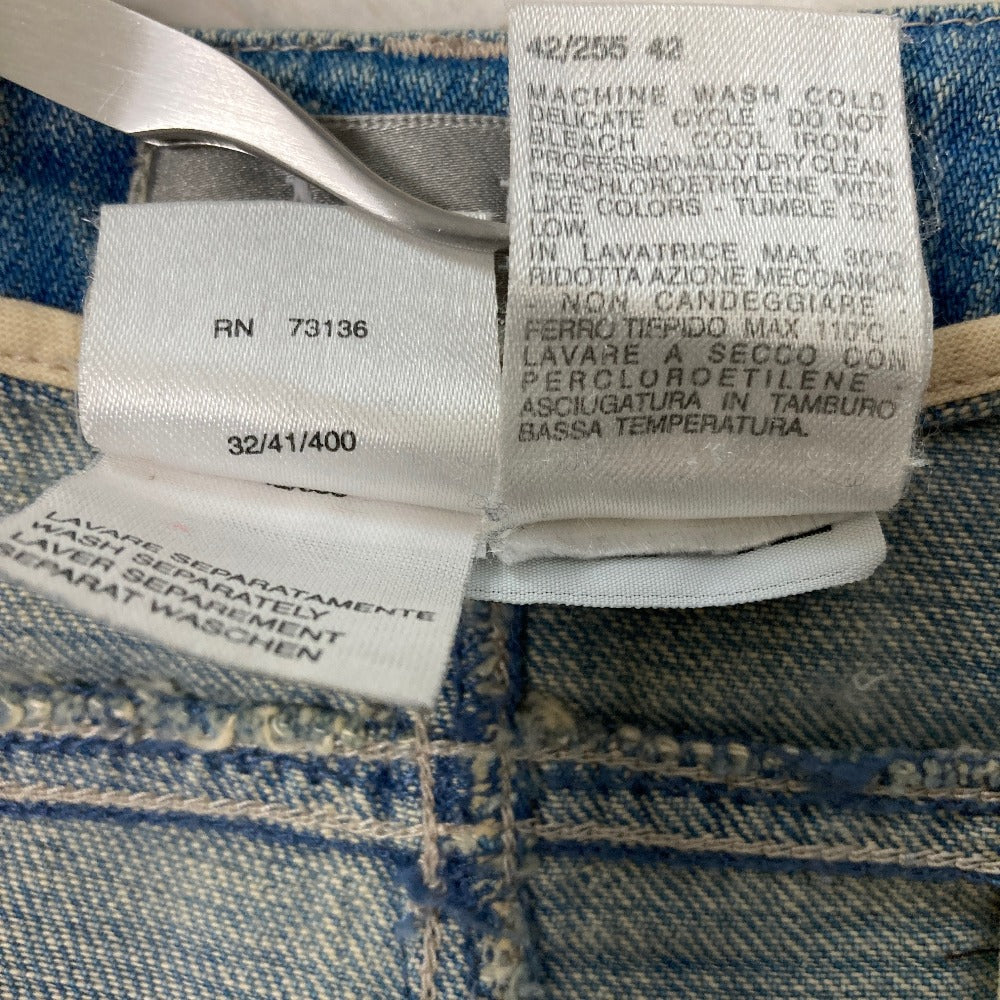 42/255 42
MACHINE WASH COLD
DELICATE CYCLE - DO NOT
BLEACH - COOL IRON -
PROFESSIONALLY DRY CLEAN
PERCHLOROETHYLENE WITH
LIKE COLORS - TUMBLE DRY
LOW.
IN LAVATRICE MAX 30°C
RIDOTTA AZIONE MECCANICA
- NON CANDEGGIARE -
FERRO TIEPIDO MAX 110°C -
LAVARE A SECCO CON
PERCLOROETILENE -
ASCIUGATURA IN TAMBURO
BASSA TEMPERATURA.
RN 73136
32/41/400
LAVARE SEPARATAMENTE
WASH SEPARATELY
LAVER SEPAREMENT
SEPARAT WASCHEN